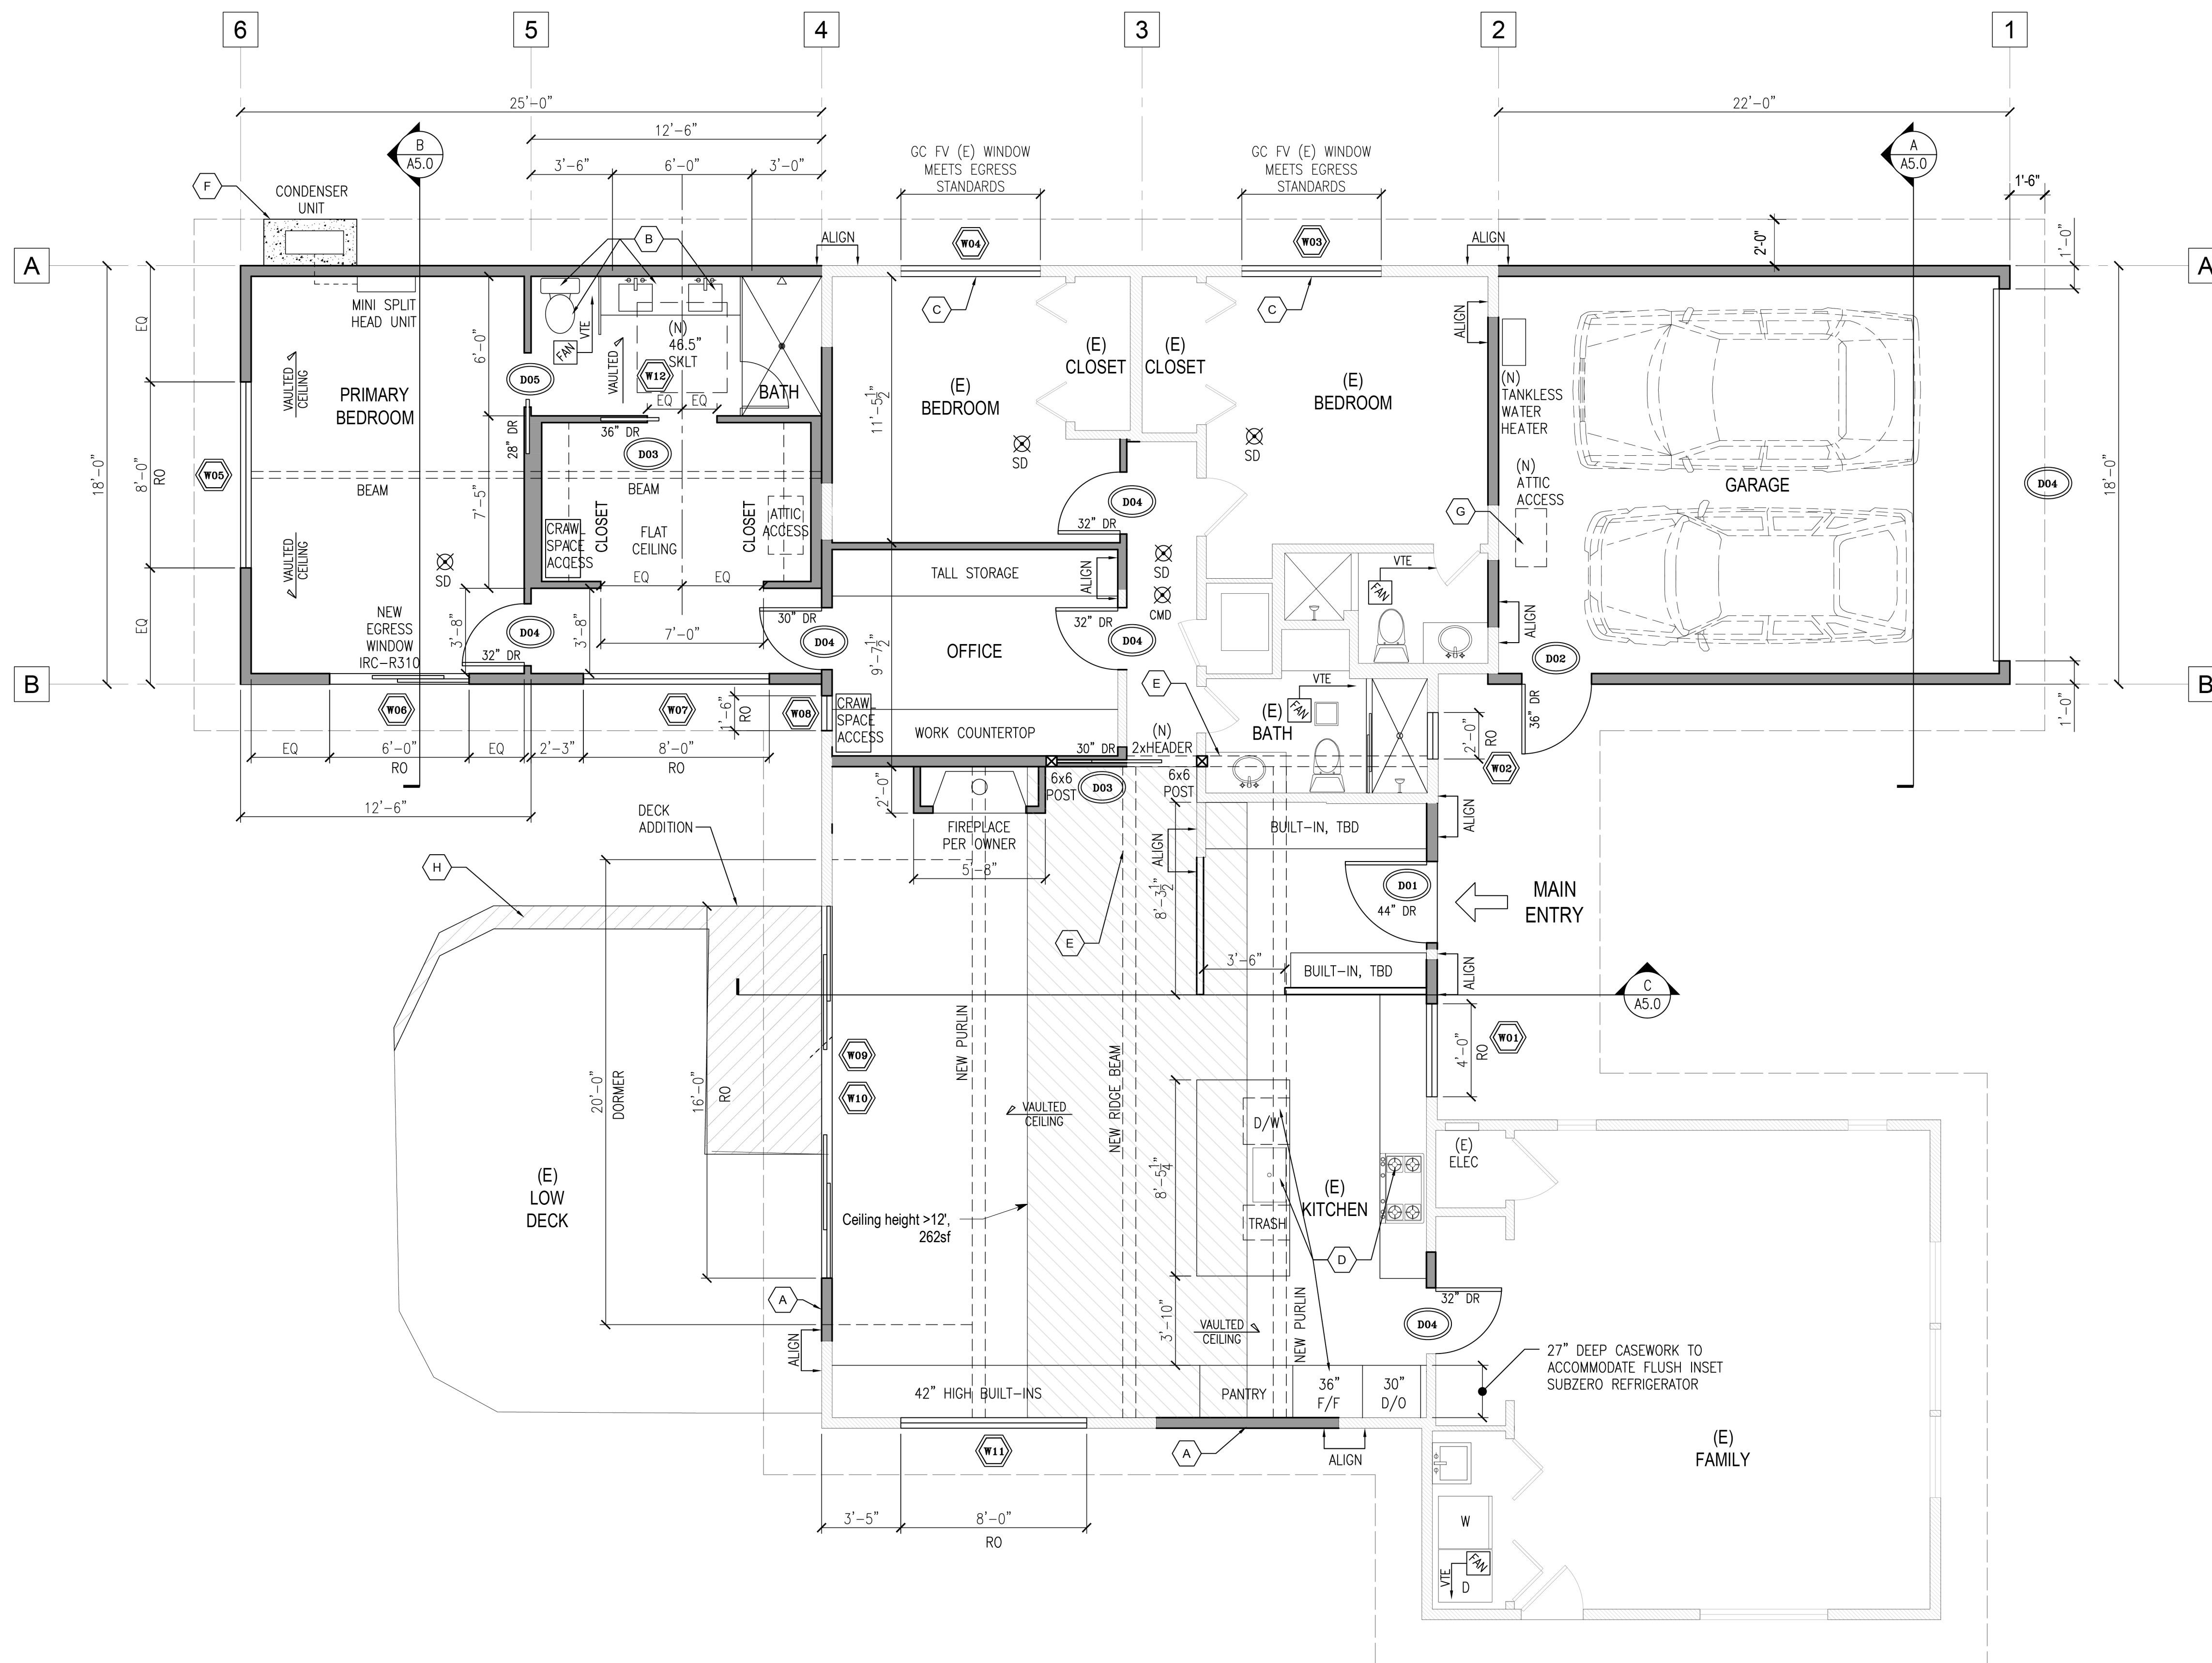 6
5
4
3
2
1
25'-0"
22'-0"
12'-6"
B
A5.0
3'-6"
6'-0"
3'-0"
GC FV (E) WINDOW
MEETS EGRESS
STANDARDS
GC FV (E) WINDOW
MEETS EGRESS
STANDARDS
A
A5.0
1'-6"
F
CONDENSER
UNIT
B
ALIGN
W04
W03
ALIGN
2'-0"
1'-0"
A
A
MINI SPLIT
HEAD UNIT
C
C
EQ
6'-0"
VTE
FAN
(N)
46.5"
SKLT
VAULTED
W12
BATH
EQ
EQ
D05
VAULTED
CEILING
PRIMARY
BEDROOM
11'-5 1/2"
(E)
BEDROOM
(E)
CLOSET
(E)
CLOSET
(E)
BEDROOM
ALIGN
(N)
TANKLESS
WATER
HEATER
28" DR
36" DR
D03
SD
SD
18'-0"
8'-0"
RO
W05
BEAM
7'-5"
BEAM
CLOSET
FLAT
CEILING
CLOSET
ATTIC
ACCESS
CRAWL
SPACE
ACCESS
D04
32" DR
(N)
ATTIC
ACCESS
G
GARAGE
D04
18'-0"
VAULTED
CEILING
SD
EQ
EQ
TALL STORAGE
ALIGN
SD
CMD
VTE
FAN
ALIGN
EQ
NEW
EGRESS
WINDOW
IRC-R310
3'-8"
D04
32" DR
3'-8"
7'-0"
30" DR
D04
9'-7 1/2"
OFFICE
32" DR
D04
D02
B
B
W06
W07
1'-6"
RO
W08
CRAWL
SPACE
ACCESS
WORK COUNTERTOP
E
VTE
(E)
BATH
FAN
36" DR
1'-0"
EQ
6'-0"
RO
EQ
2'-3"
8'-0"
RO
30" DR
(N)
2xHEADER
2'-0"
RO
W02
12'-6"
2'-0"
6x6
POST
D03
6x6
POST
DECK
ADDITION
FIREPLACE
PER OWNER
5'-8"
BUILT-IN, TBD
ALIGN
ALIGN
H
8'-3 1/2"
D01
44" DR
MAIN
ENTRY
E
3'-6"
BUILT-IN, TBD
ALIGN
C
A5.0
NEW PURLIN
NEW RIDGE BEAM
W09
W10
W01
4'-0"
RO
20'-0"
DORMER
16'-0"
RO
VAULTED
CEILING
D/W
8'-5 1/4"
(E)
ELEC
(E)
LOW
DECK
Ceiling height >12',
262sf
TRASH
(E)
KITCHEN
D
A
ALIGN
3'-10"
VAULTED
CEILING
NEW PURLIN
32" DR
D04
27" DEEP CASEWORK TO
ACCOMMODATE FLUSH INSET
SUBZERO REFRIGERATOR
42" HIGH BUILT-INS
PANTRY
36"
F/F
30"
D/O
W11
A
ALIGN
(E)
FAMILY
3'-5"
8'-0"
RO
W
FAN
VTE
D